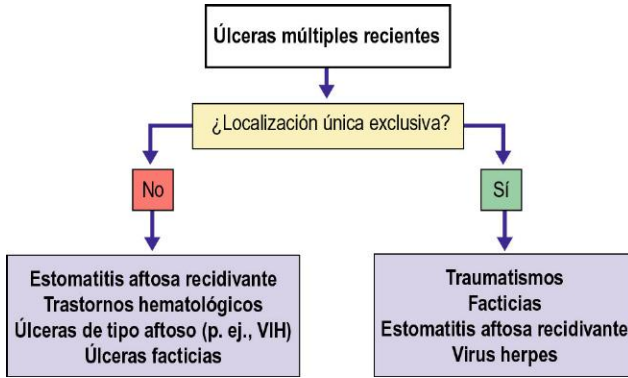 Úlceras múltiples recientes
¿Localización única exclusiva?
No
Sí
Estomatitis aftosa recidivante
Trastornos hematológicos
Úlceras de tipo aftoso (p. ej., VIH)
Úlceras facticias
Traumatismos
Facticias
Estomatitis aftosa recidivante
Virus herpes